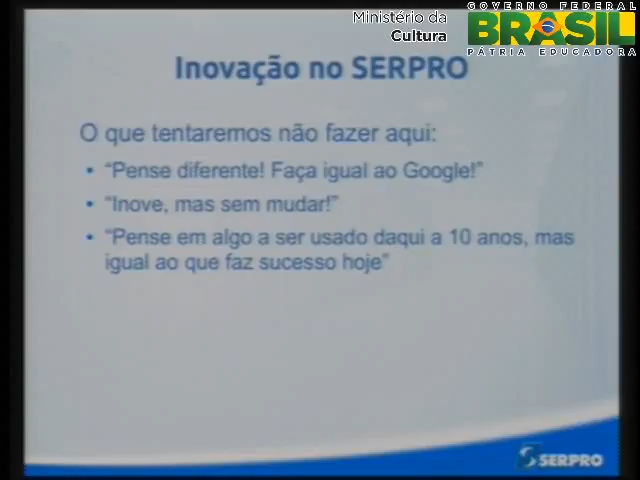 Ministério da
Cultura
GOVERNO FEDERAL
BRASIL
PÁTRIA EDUCADORA
Inovação no SERPRO
O que tentaremos não fazer aqui:
• “Pense diferente! Faça igual ao Google!”
• “Inove, mas sem mudar!”
• “Pense em algo a ser usado daqui a 10 anos, mas
igual ao que faz sucesso hoje”
SERPRO